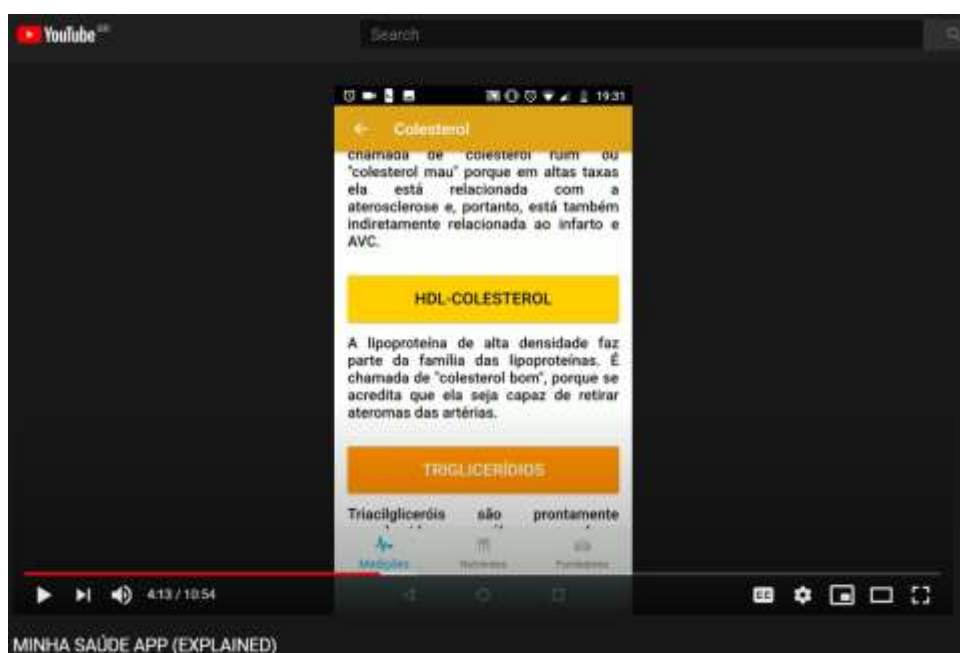 YouTube
Search
19:31
Colesterol
chamada de colesterol ruim ou
"colesterol mau" porque em altas taxas
ela está relacionada com a
aterosclerose e, portanto, está também
indiretamente relacionada ao infarto e
AVC.
HDL-COLESTEROL
A lipoproteína de alta densidade faz
parte da família das lipoproteínas. É
chamada de "colesterol bom", porque se
acredita que ela seja capaz de retirar
ateromas das artérias.
TRIGLICERÍDIOS
Triacilgliceróis são prontamente
Medições
4:13 / 10:54
MINHA SAÚDE APP (EXPLAINED)